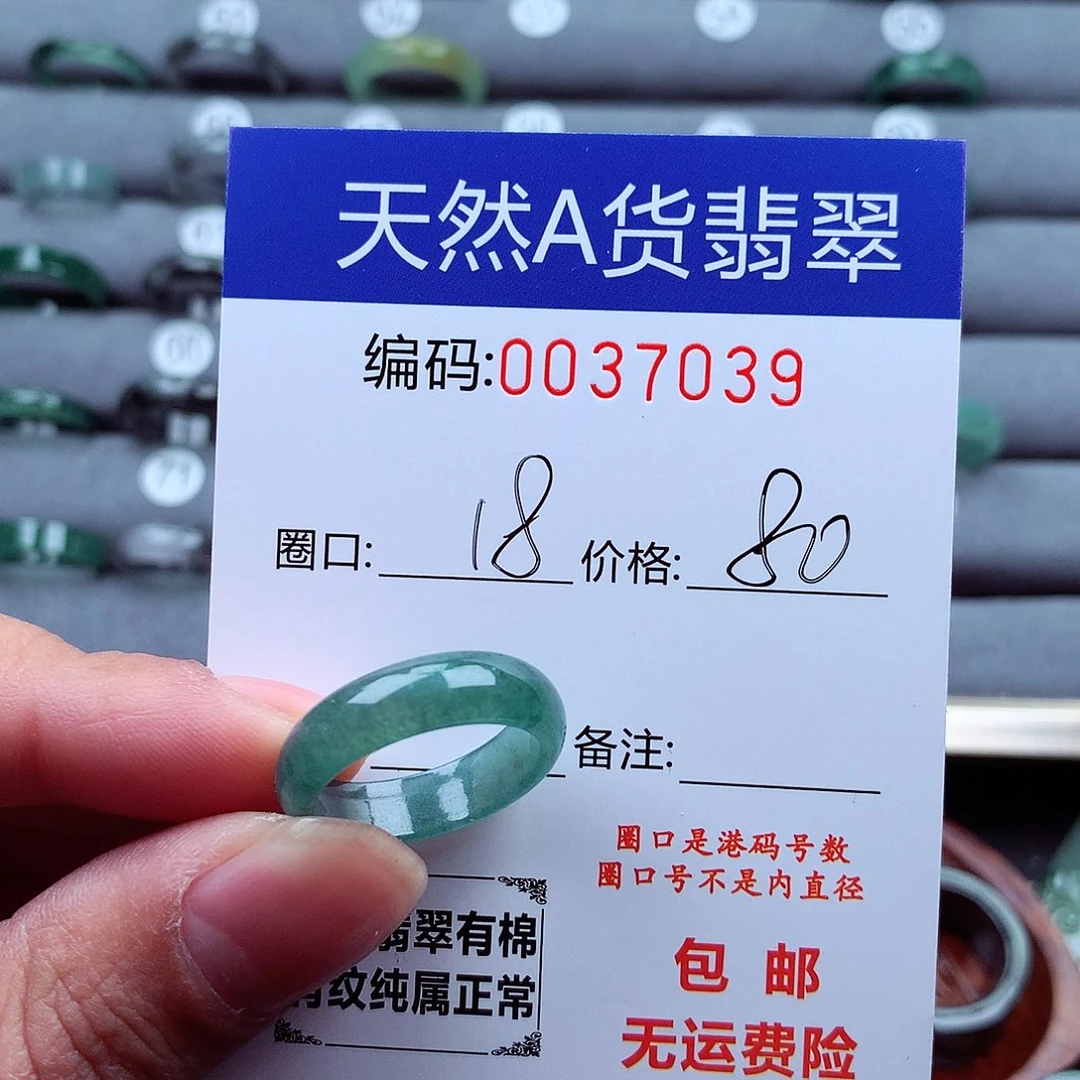 天然A货翡翠
编码:0037039
圈口: 18 价格: 80
备注:
圈口是港码号数
圈口号不是内直径
翡翠有棉
有纹纯属正常
包邮
无运费险